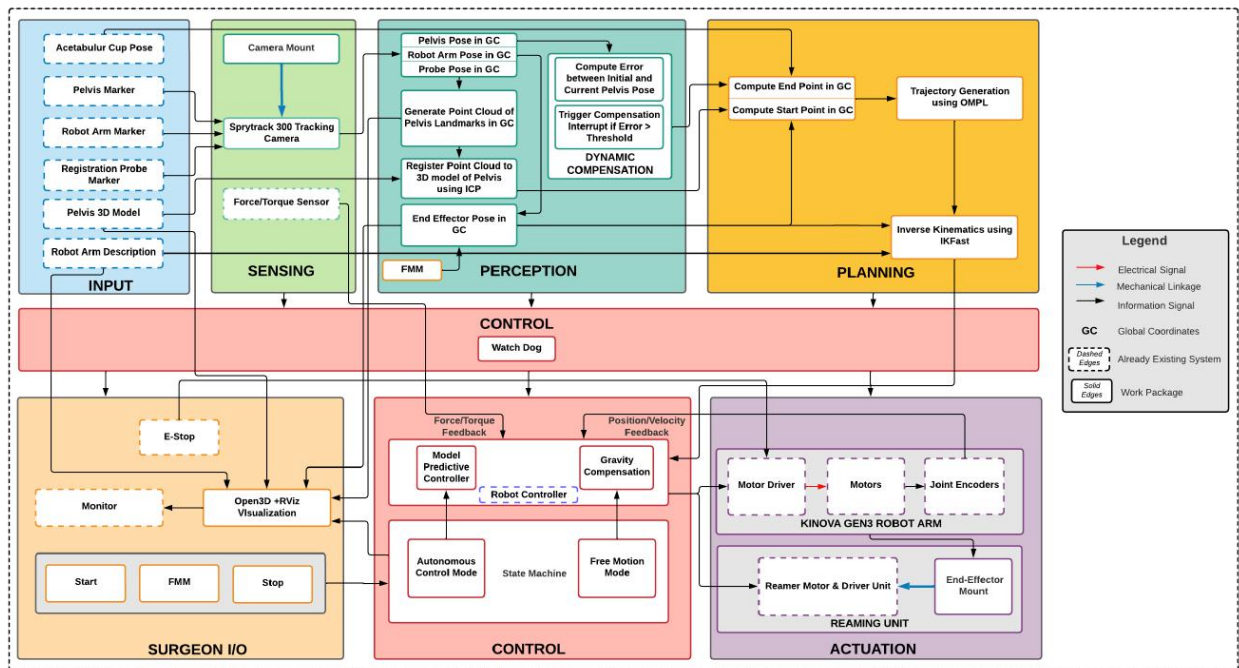 Acetabulur Cup Pose
Pelvis Marker
Robot Arm Marker
Registration Probe
Marker
Pelvis 3D Model
Robot Arm Description
INPUT
Camera Mount
Sprytrack 300 Tracking
Camera
Force/Torque Sensor
SENSING
Pelvis Pose in GC
Robot Arm Pose in GC
Probe Pose in GC
Generate Point Cloud of
Pelvis Landmarks in GC
Register Point Cloud to
3D model of Pelvis
using ICP
End Effector Pose in
GC
FMM
Compute Error
between Initial and
Current Pelvis Pose
Trigger Compensation
Interrupt if Error >
Threshold
DYNAMIC
COMPENSATION
PERCEPTION
Compute End Point in GC
Compute Start Point in GC
Trajectory Generation
using OMPL
Inverse Kinematics using
IKFast
PLANNING
Legend
Electrical Signal
Mechanical Linkage
Information Signal
GC Global Coordinates
Dashed
Edges
Already Existing System
Solid
Edges
Work Package
CONTROL
Watch Dog
E-Stop
Monitor
Open3D +RViz
VIsualization
Start
FMM
Stop
SURGEON I/O
Force/Torque
Feedback
Position/Velocity
Feedback
Model
Predictive
Controller
Gravity
Compensation
Robot Controller
Autonomous
Control Mode
State Machine
Free Motion
Mode
CONTROL
Motor Driver
Motors
Joint Encoders
KINOVA GEN3 ROBOT ARM
Reamer Motor & Driver Unit
End-Effector
Mount
REAMING UNIT
ACTUATION